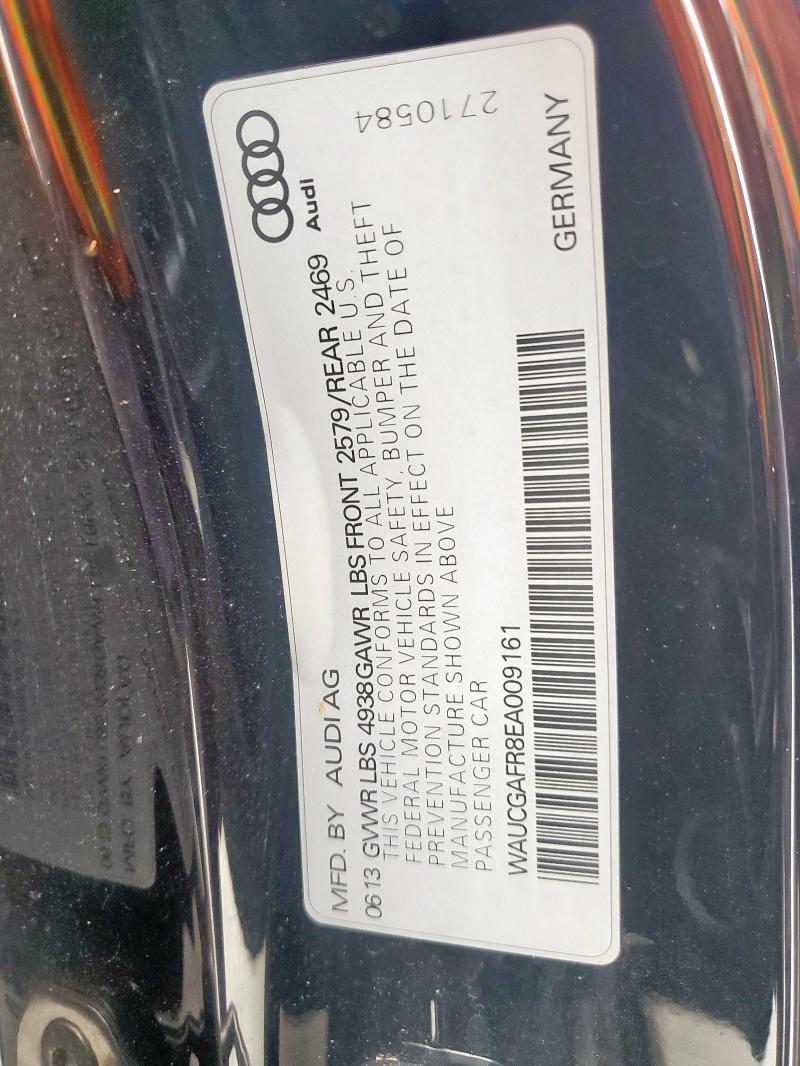 MFD. BY AUDI AG
0613 GVWR LBS 4938 GAWR LBS FRONT 2579/REAR 2469
Audi
THIS VEHICLE CONFORMS TO ALL APPLICABLE U.S.
FEDERAL MOTOR VEHICLE SAFETY, BUMPER AND THEFT
PREVENTION STANDARDS IN EFFECT ON THE DATE OF
MANUFACTURE SHOWN ABOVE
PASSENGER CAR
2710584
WAUCGAFR8EA009161
GERMANY